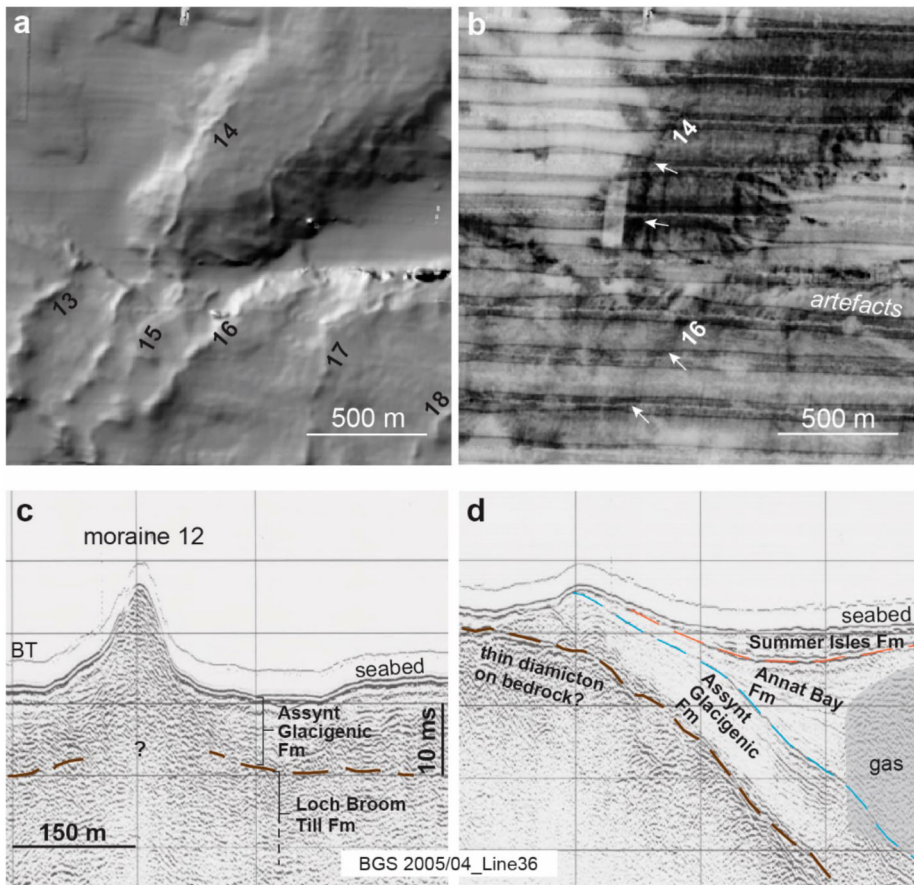 a
14
13
15
16
17
18
500 m
b
14
16
artefacts
500 m
c
moraine 12
BT
seabed
Assynt
Glacigenic
Fm
?
10 ms
Loch Broom
Till Fm
150 m
d
seabed
Summer Isles Fm
thin diamicton
on bedrock?
Annat Bay
Fm
Assynt
Glacigenic
Fm
gas
BGS 2005/04_Line36